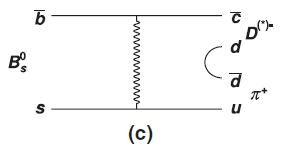 b̅ c̅
d D⁽*⁾⁻
B⁰ₛ
d̅
π⁺
s u
(c)